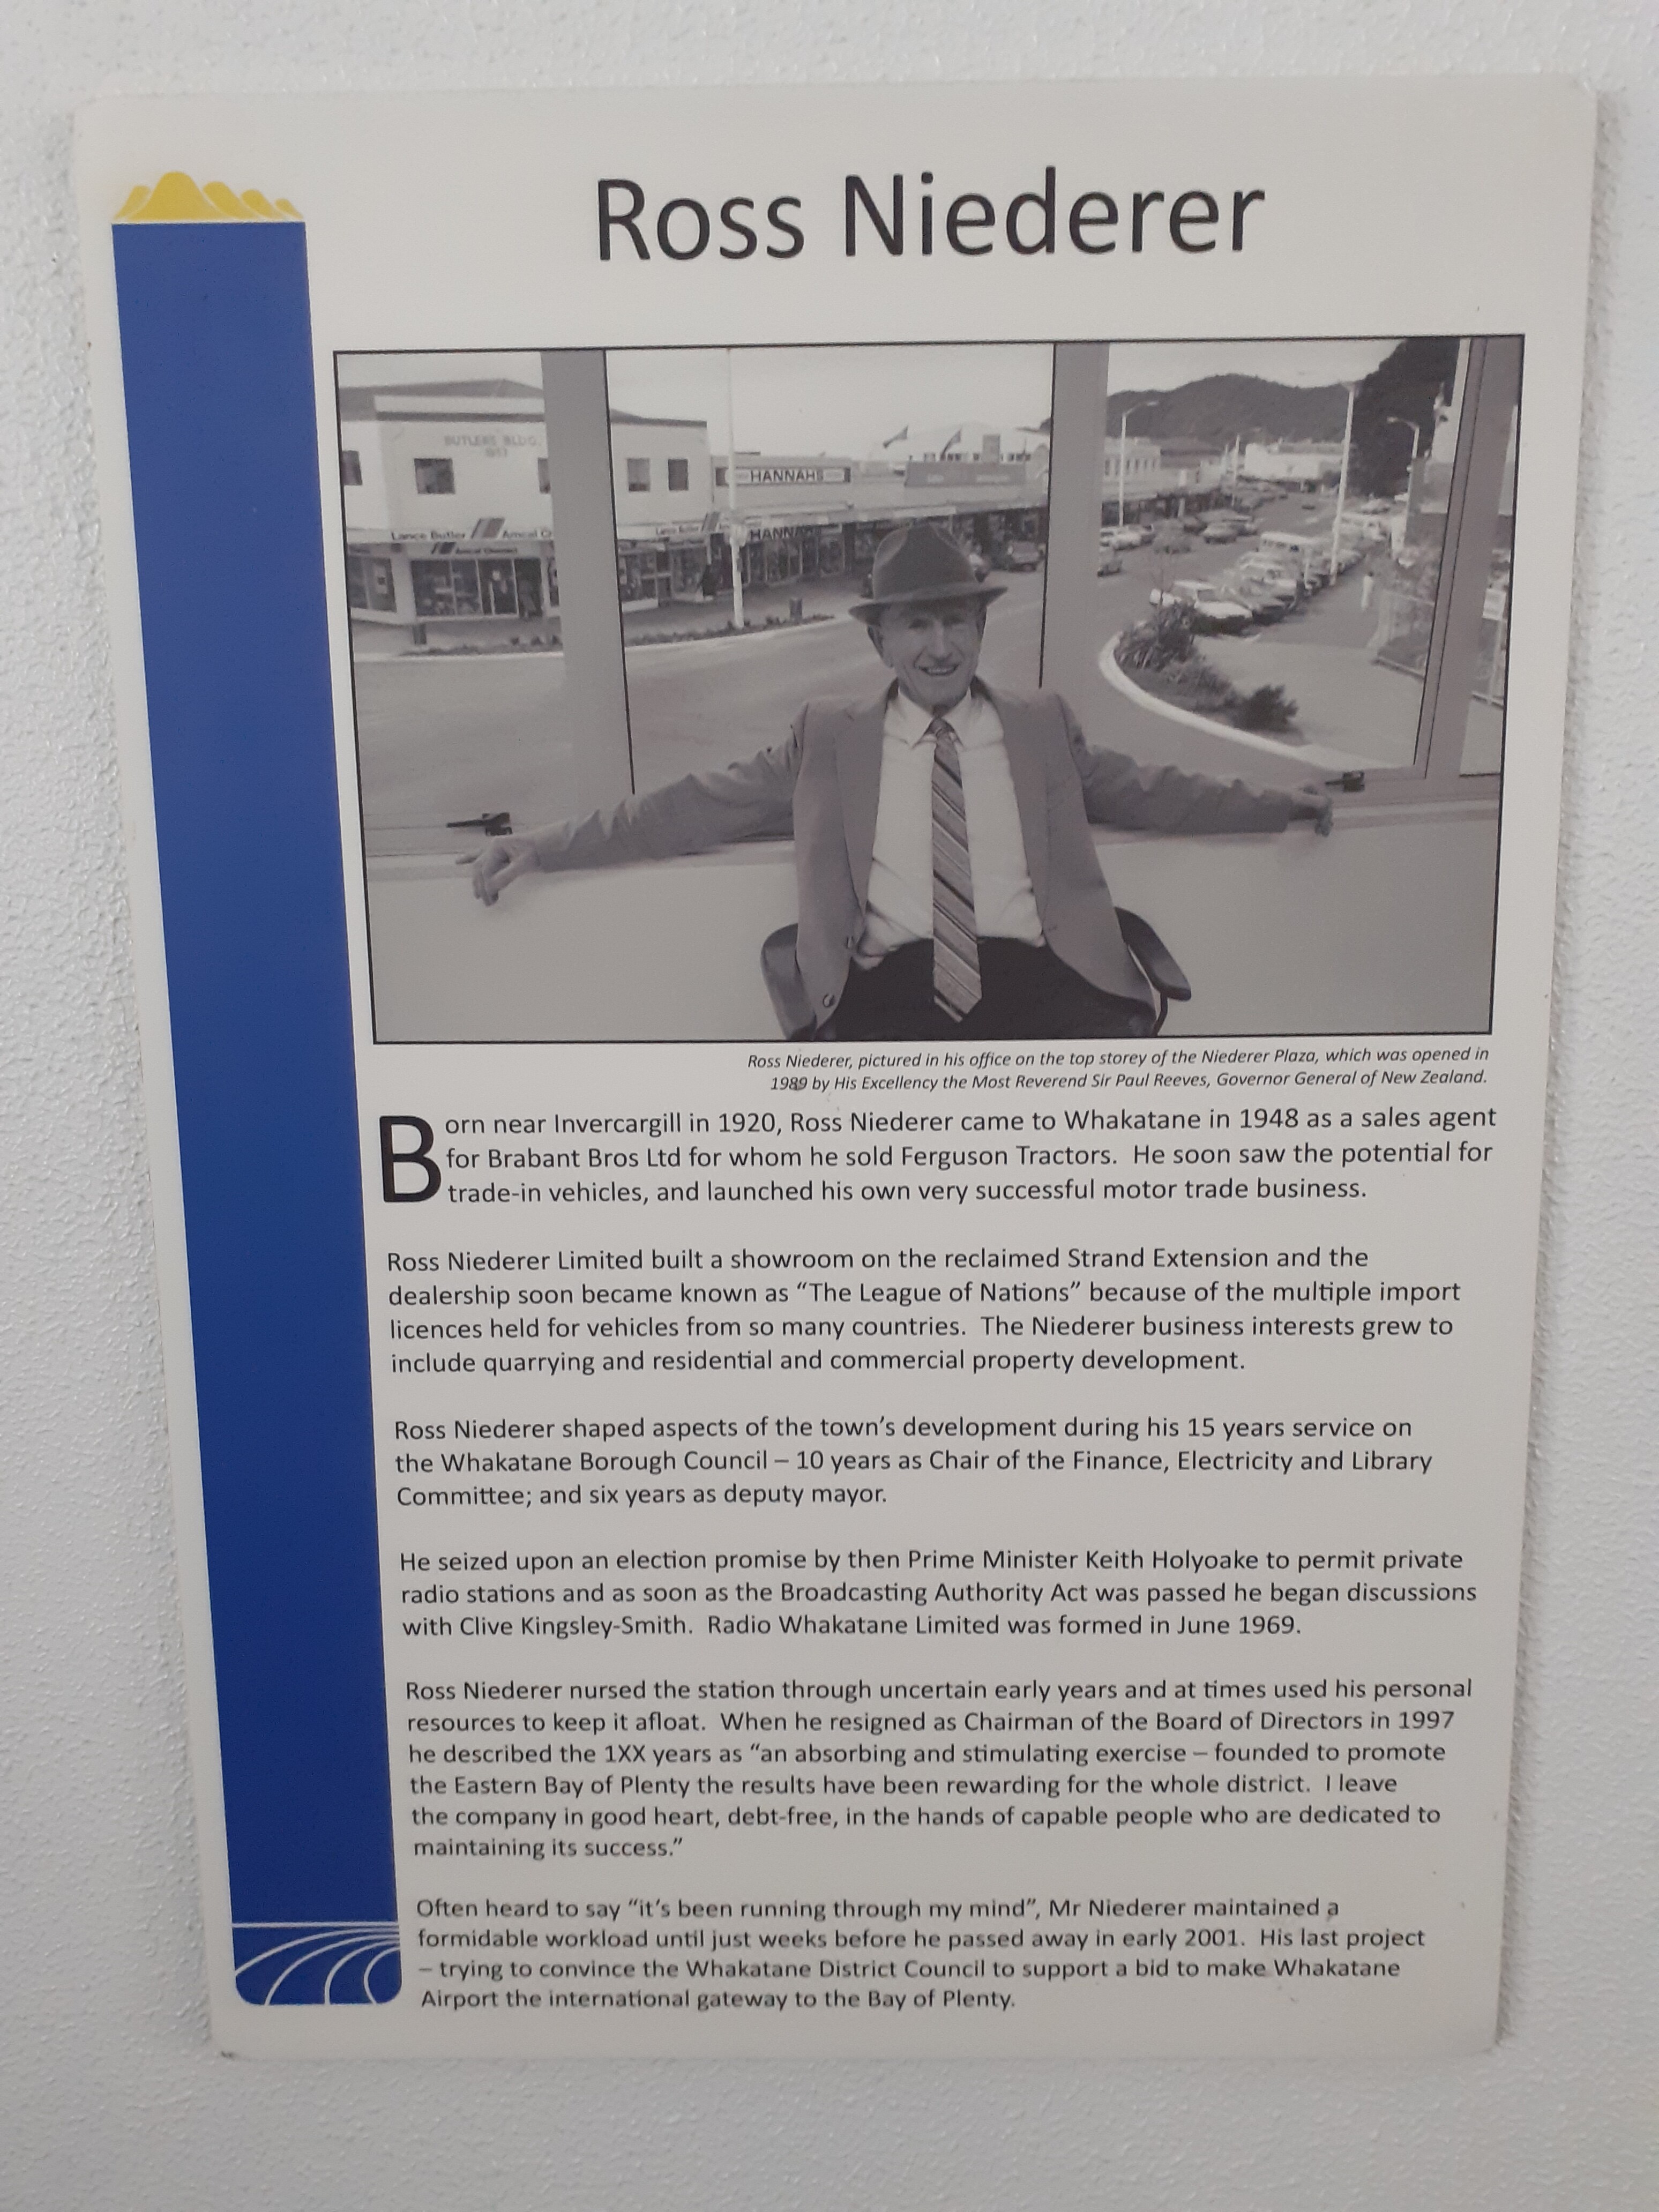 Ross Niederer
BUTLERS BLDG.
HANNAHS
Lance Butler
Amcal
HANNAHS
Ross Niederer, pictured in his office on the top storey of the Niederer Plaza, which was opened in
1989 by His Excellency the Most Reverend Sir Paul Reeves, Governor General of New Zealand.
Born near Invercargill in 1920, Ross Niederer came to Whakatane in 1948 as a sales agent
for Brabant Bros Ltd for whom he sold Ferguson Tractors. He soon saw the potential for
trade-in vehicles, and launched his own very successful motor trade business.
Ross Niederer Limited built a showroom on the reclaimed Strand Extension and the
dealership soon became known as “The League of Nations” because of the multiple import
licences held for vehicles from so many countries. The Niederer business interests grew to
include quarrying and residential and commercial property development.
Ross Niederer shaped aspects of the town’s development during his 15 years service on
the Whakatane Borough Council – 10 years as Chair of the Finance, Electricity and Library
Committee; and six years as deputy mayor.
He seized upon an election promise by then Prime Minister Keith Holyoake to permit private
radio stations and as soon as the Broadcasting Authority Act was passed he began discussions
with Clive Kingsley-Smith. Radio Whakatane Limited was formed in June 1969.
Ross Niederer nursed the station through uncertain early years and at times used his personal
resources to keep it afloat. When he resigned as Chairman of the Board of Directors in 1997
he described the 1XX years as “an absorbing and stimulating exercise – founded to promote
the Eastern Bay of Plenty the results have been rewarding for the whole district. I leave
the company in good heart, debt-free, in the hands of capable people who are dedicated to
maintaining its success.”
Often heard to say “it’s been running through my mind”, Mr Niederer maintained a
formidable workload until just weeks before he passed away in early 2001. His last project
– trying to convince the Whakatane District Council to support a bid to make Whakatane
Airport the international gateway to the Bay of Plenty.